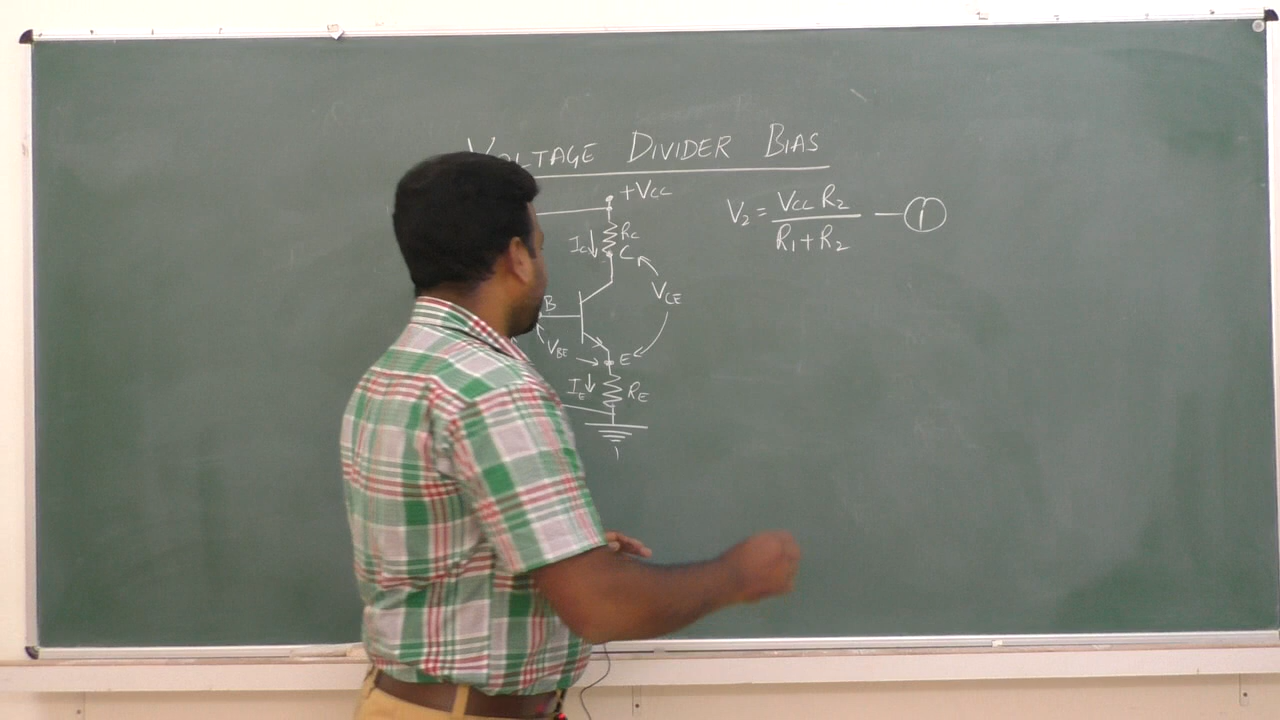 VOLTAGE DIVIDER BIAS
+VCC
IC RC
C
VCE
B
VBE
E
IE RE
V2 = VCC R2 / R1+R2 — 1